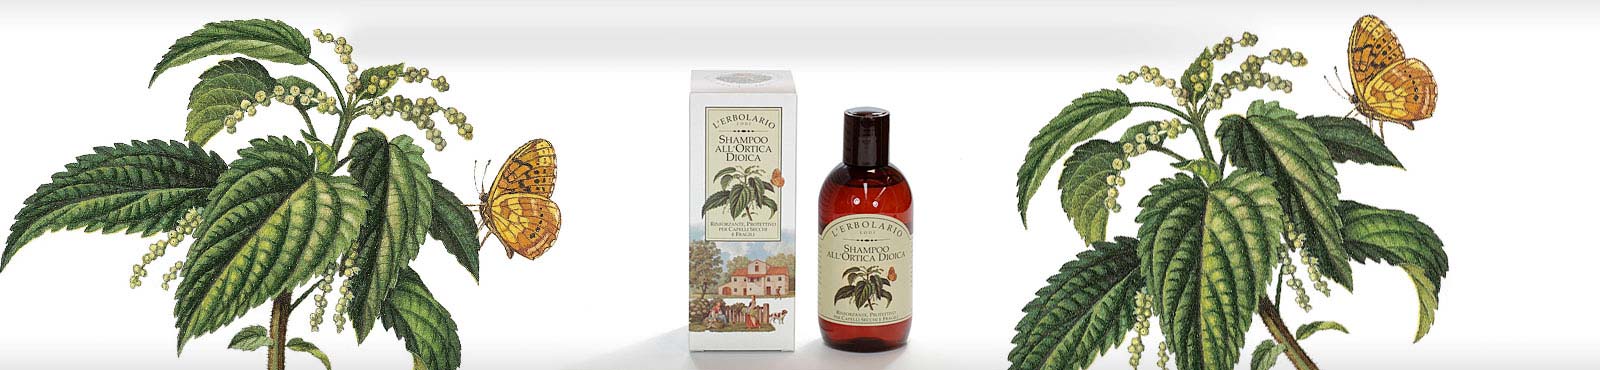 L'ERBOLARIO
LODI
SHAMPOO
ALL'ORTICA
DIOICA
RINFORZANTE, PROTETTIVO
PER CAPELLI SECCHI
E FRAGILI
L'ERBOLARIO
LODI
SHAMPOO
ALL'ORTICA DIOICA
RINFORZANTE, PROTETTIVO
PER CAPELLI SECCHI E FRAGILI